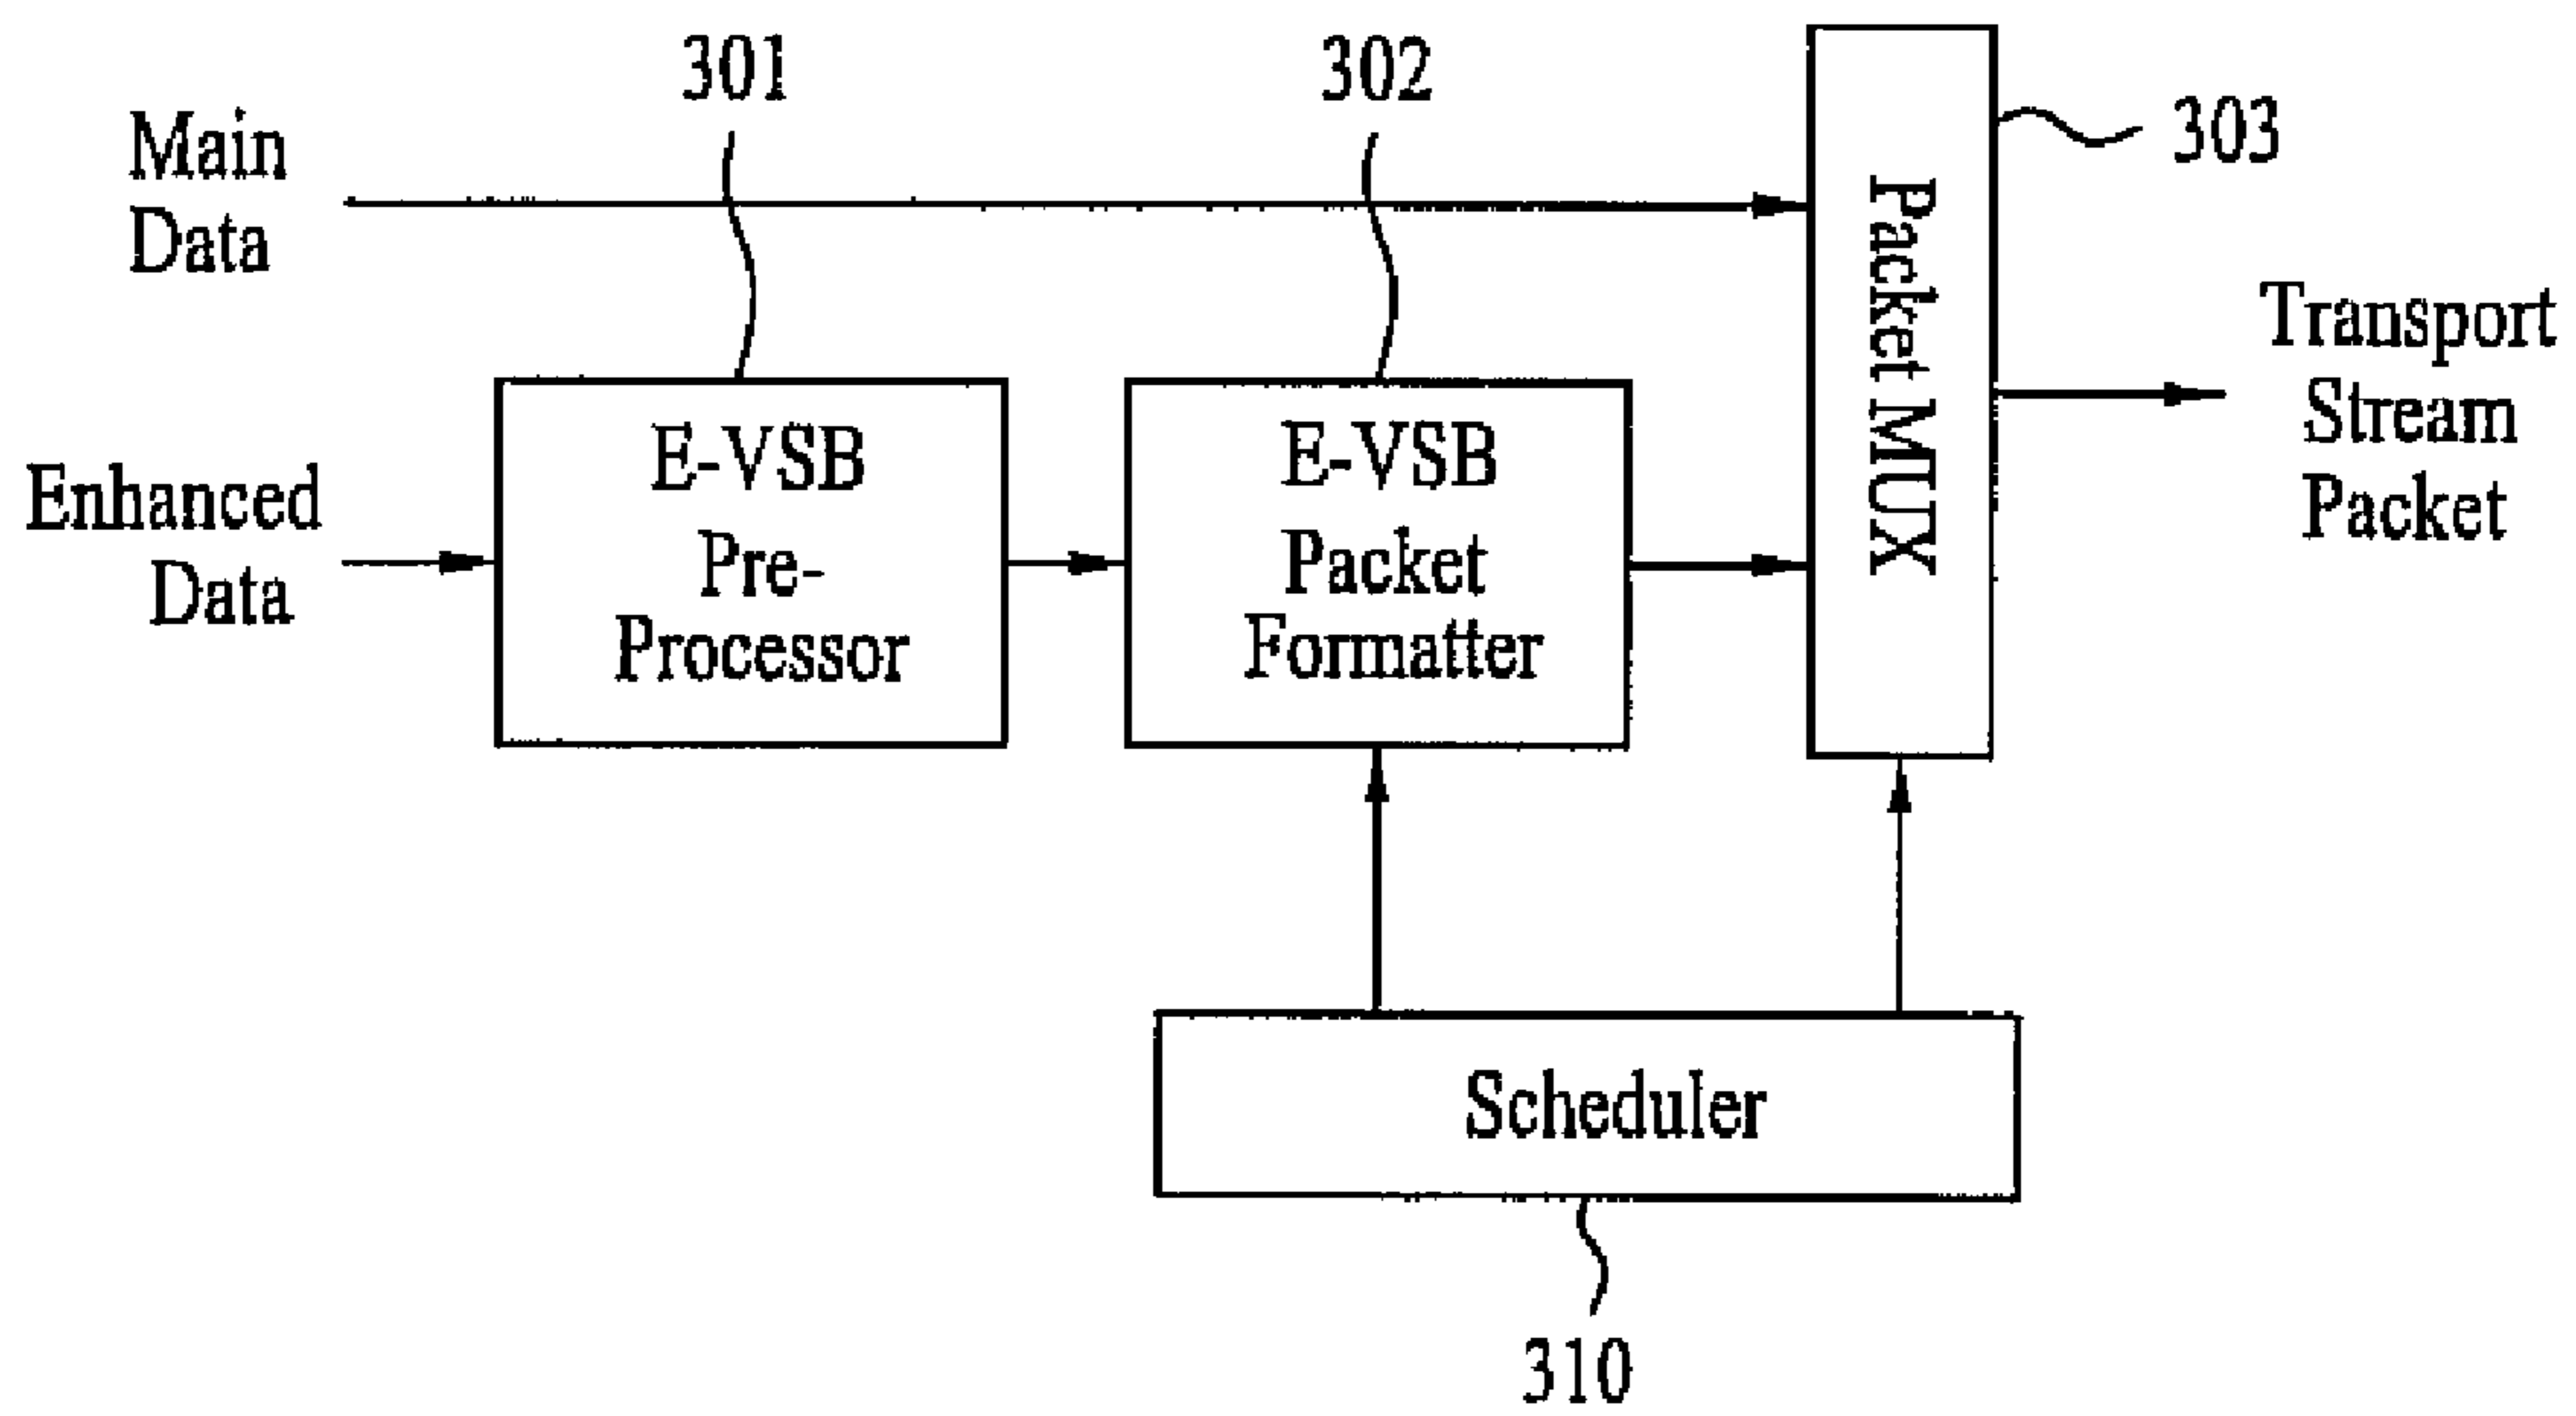 301
302
303
Main
Data
Packet MUX
Transport
Stream
Packet
Enhanced
Data
E-VSB
Pre-
Processor
E-VSB
Packet
Formatter
Scheduler
310